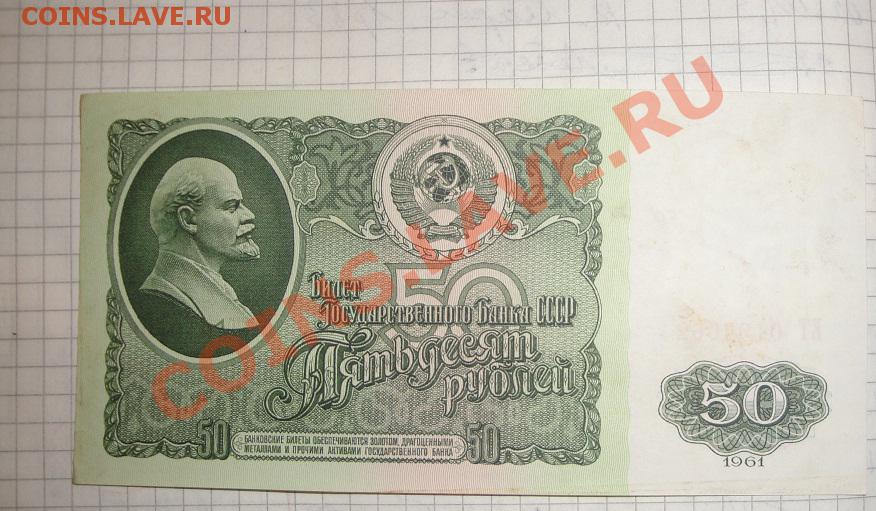 COINS.LAVE.RU
COINS.LAVE.RU
50
Билет
Государственного Банка СССР
Пятьдесят
рублей
50
БАНКОВСКИЕ БИЛЕТЫ ОБЕСПЕЧИВАЮТСЯ ЗОЛОТОМ, ДРАГОЦЕННЫМИ
МЕТАЛЛАМИ И ПРОЧИМИ АКТИВАМИ ГОСУДАРСТВЕННОГО БАНКА
50
50
1961